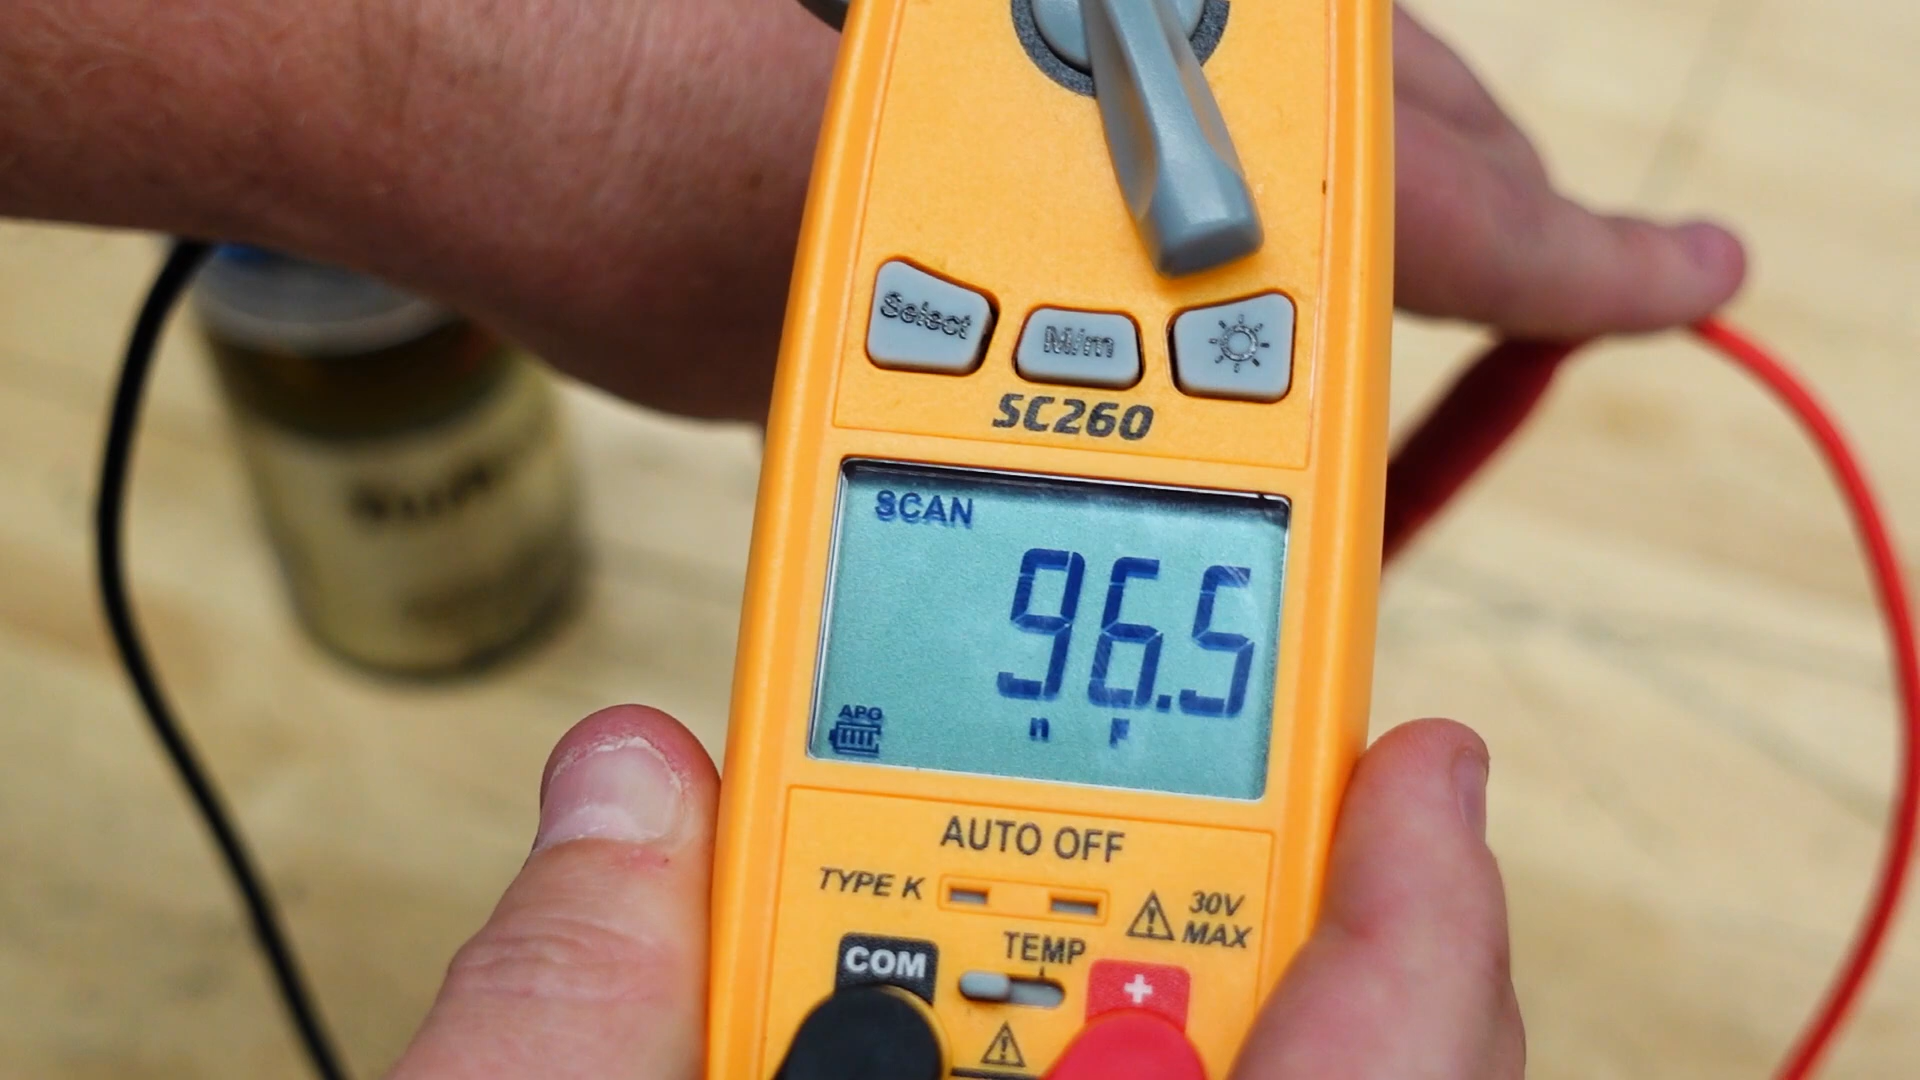 Select
M/m
SC260
SCAN
96.5
n F
APO
AUTO OFF
TYPE K
30V
MAX
TEMP
COM
+